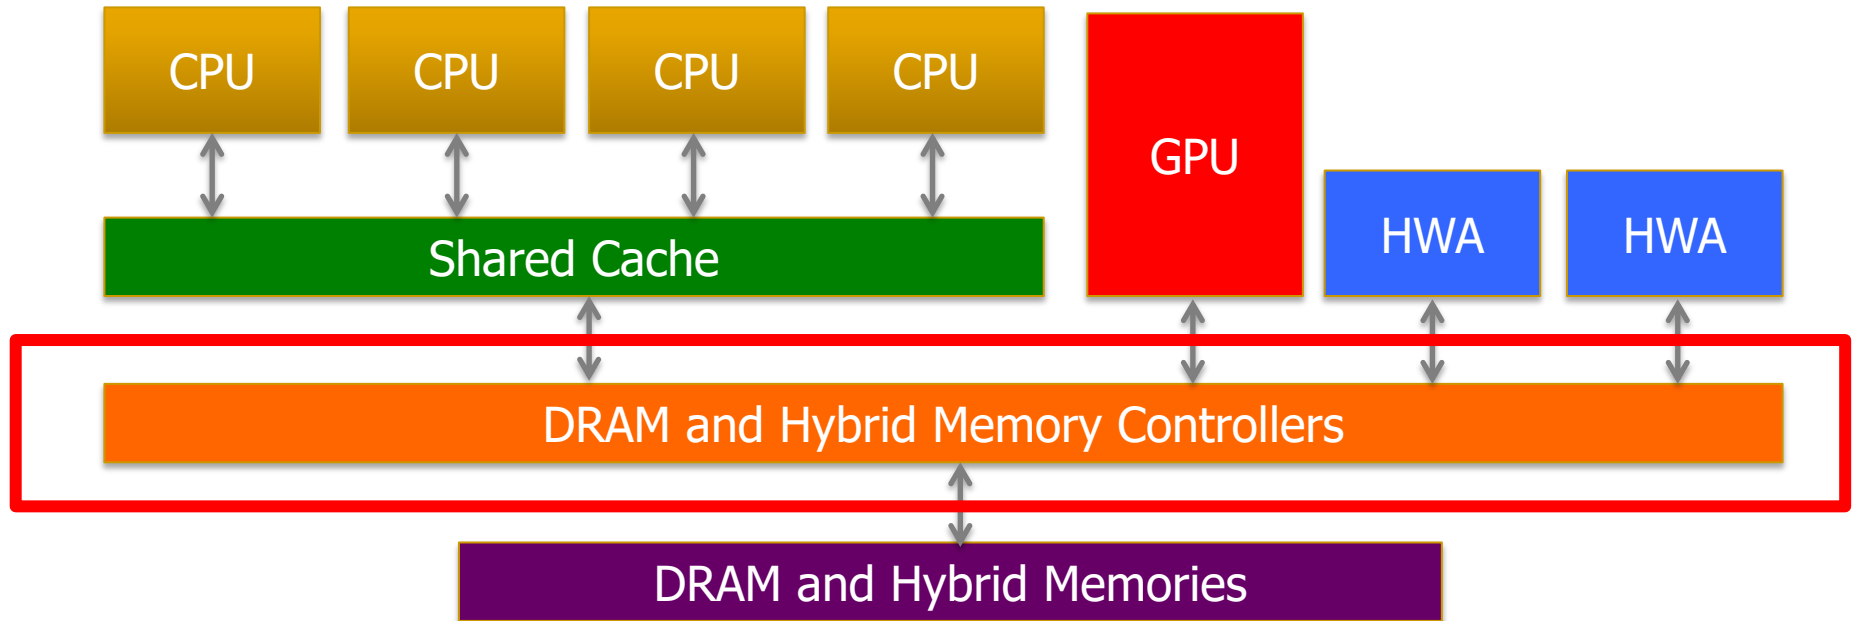 CPU
CPU
CPU
CPU
GPU
HWA
HWA
Shared Cache
DRAM and Hybrid Memory Controllers
DRAM and Hybrid Memories